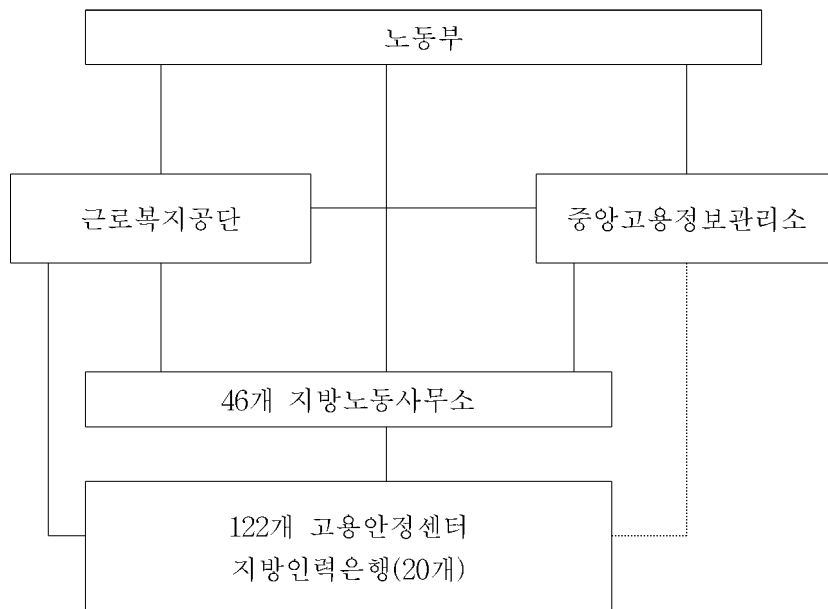 노동부
근로복지공단
중앙고용정보관리소
46개 지방노동사무소
122개 고용안정센터
지방인력은행(20개)